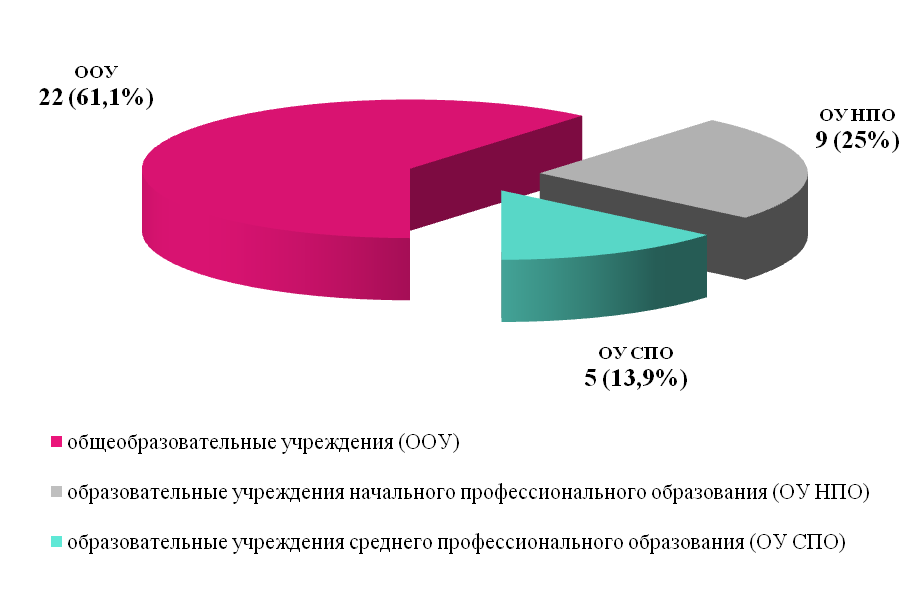 ООУ
22 (61,1%)
ОУ НПО
9 (25%)
ОУ СПО
5 (13,9%)
общеобразовательные учреждения (ООУ)
образовательные учреждения начального профессионального образования (ОУ НПО)
образовательные учреждения среднего профессионального образования (ОУ СПО)